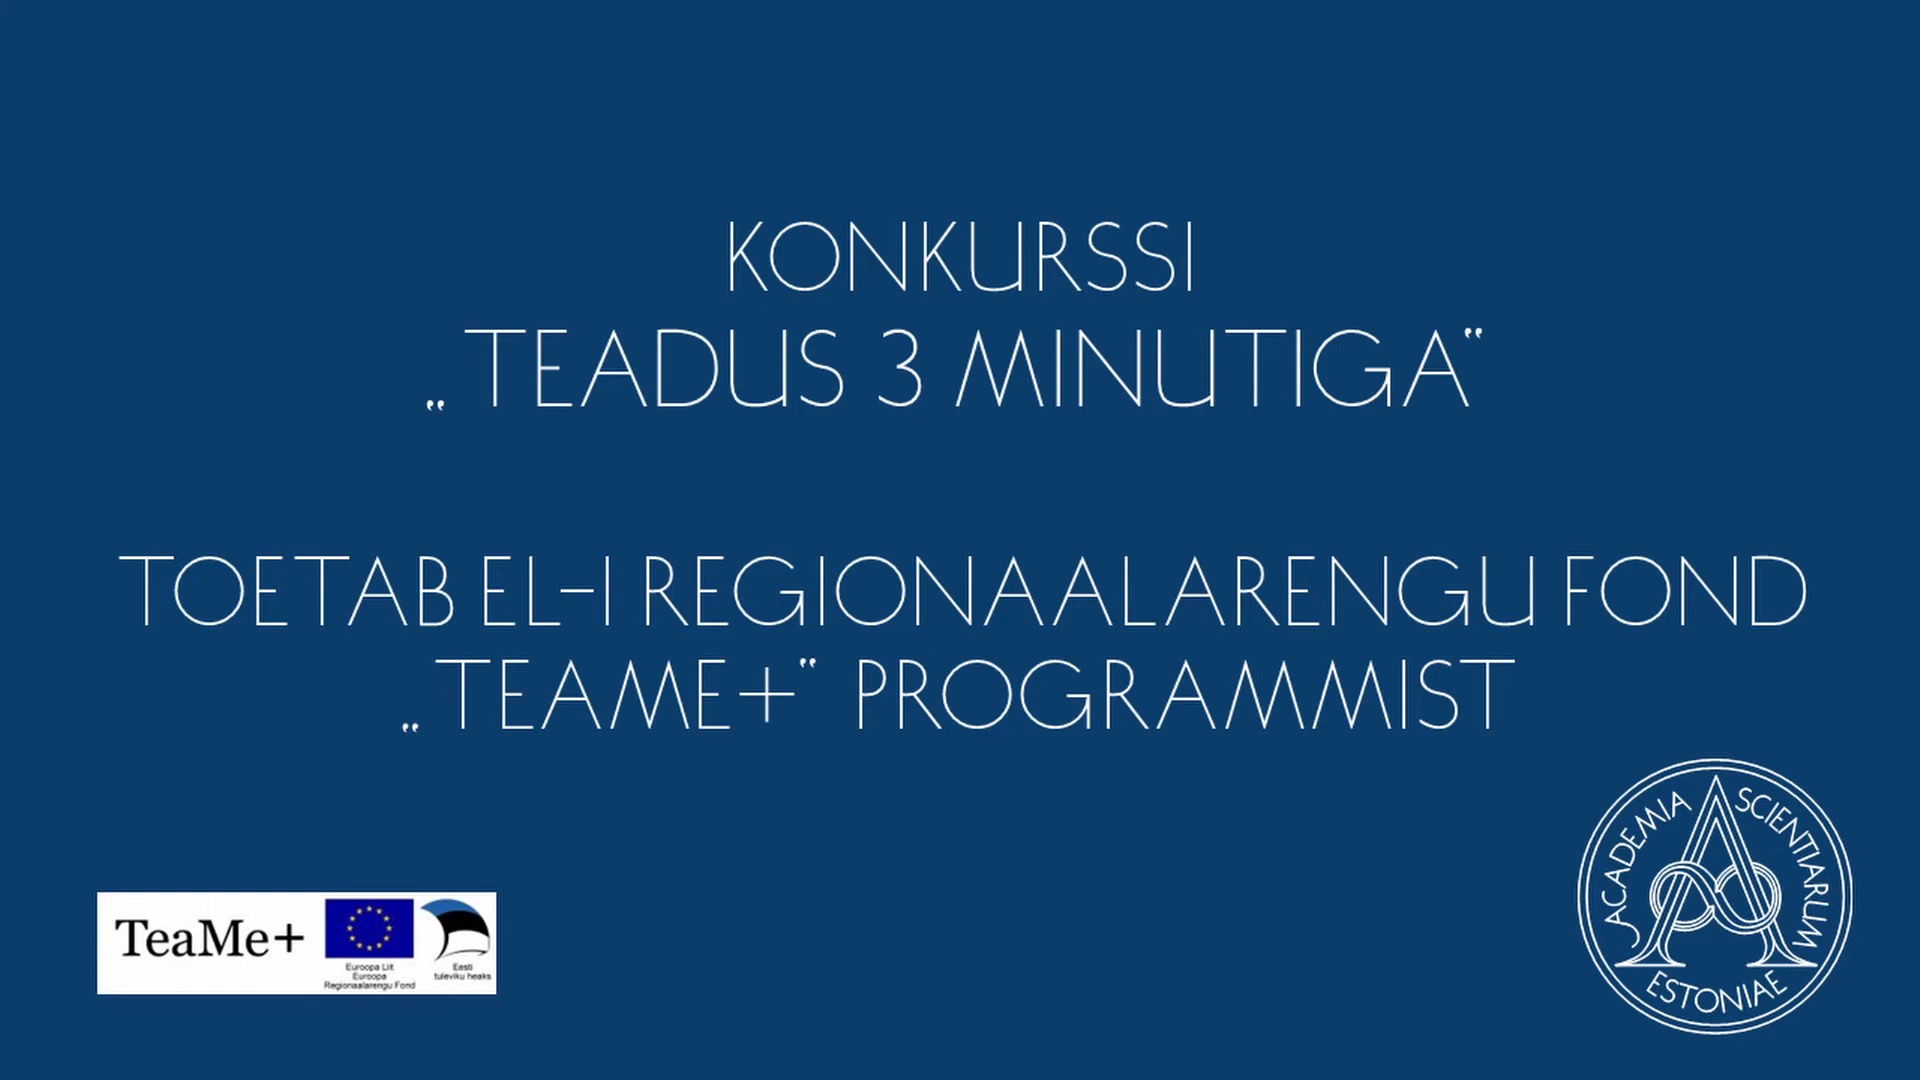 KONKURSSI
„TEADUS 3 MINUTIGA“
TOETAB EL-I REGIONAALARENGU FOND
„TEAME+“ PROGRAMMIST
TeaMe+
Euroopa Liit
Euroopa
Regionaalarengu Fond
Eesti
tuleviku heaks
ACADEMIA SCIENTIARUM
ESTONIAE